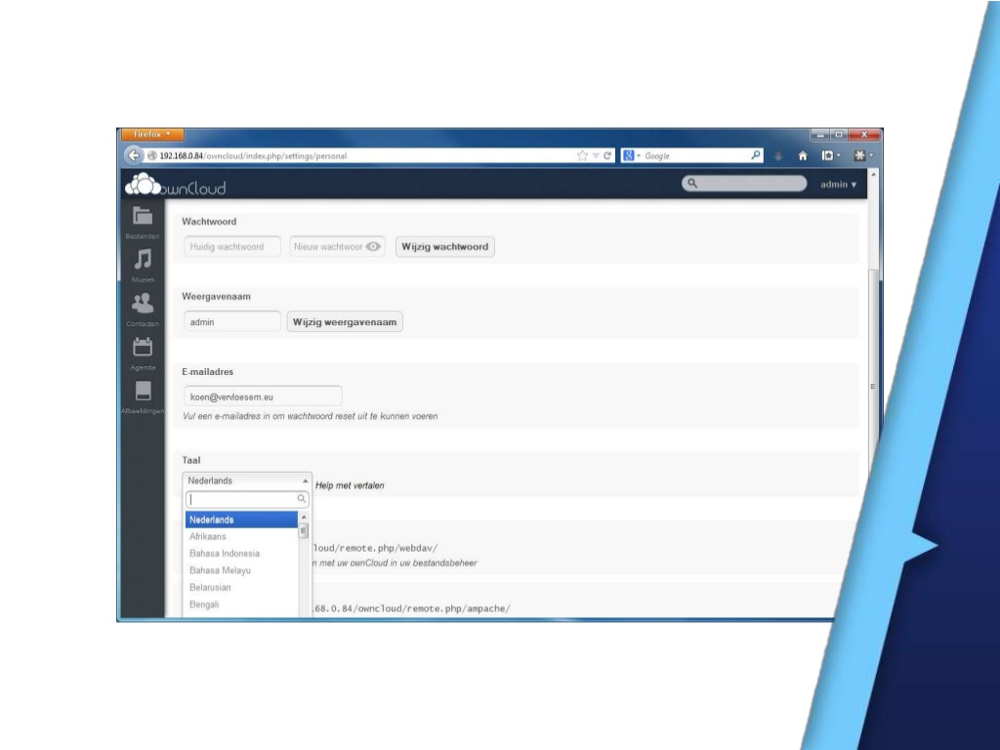 Firefox
192.168.0.84/owncloud/index.php/settings/personal
Google
ownCloud
admin
Bestanden
Muziek
Contacten
Agenda
Afbeeldingen
Wachtwoord
Huidig wachtwoord
Nieuw wachtwoor
Wijzig wachtwoord
Weergavenaam
admin
Wijzig weergavenaam
E-mailadres
koen@vervloesem.eu
Vul een e-mailadres in om wachtwoord reset uit te kunnen voeren
Taal
Nederlands
Help met vertalen
Nederlands
Afrikaans
Bahasa Indonesia
Bahasa Melayu
Belarusian
Bengali
loud/remote.php/webdav/
n met uw ownCloud in uw bestandsbeheer
.68.0.84/owncloud/remote.php/ampache/